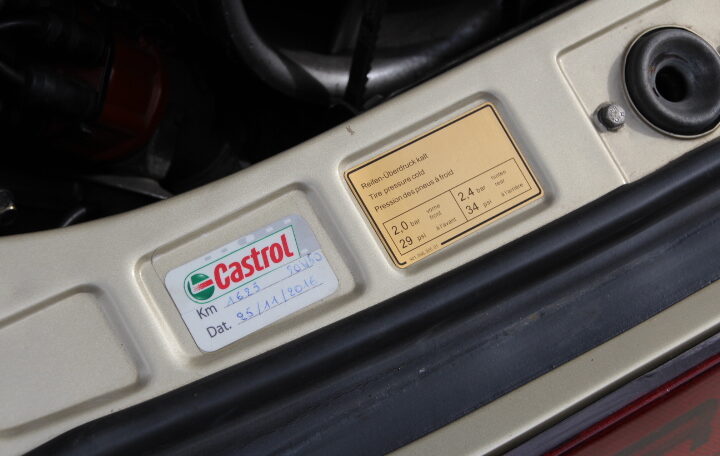 Castrol
Km 1623 20W50
Dat. 25/11/2016
Reifen-Überdruck kalt
Tire pressure cold
Pression des pneus à froid
2,0 bar vorne front
29 psi à l'avant
2,4 bar hinten rear
34 psi à l'arrière